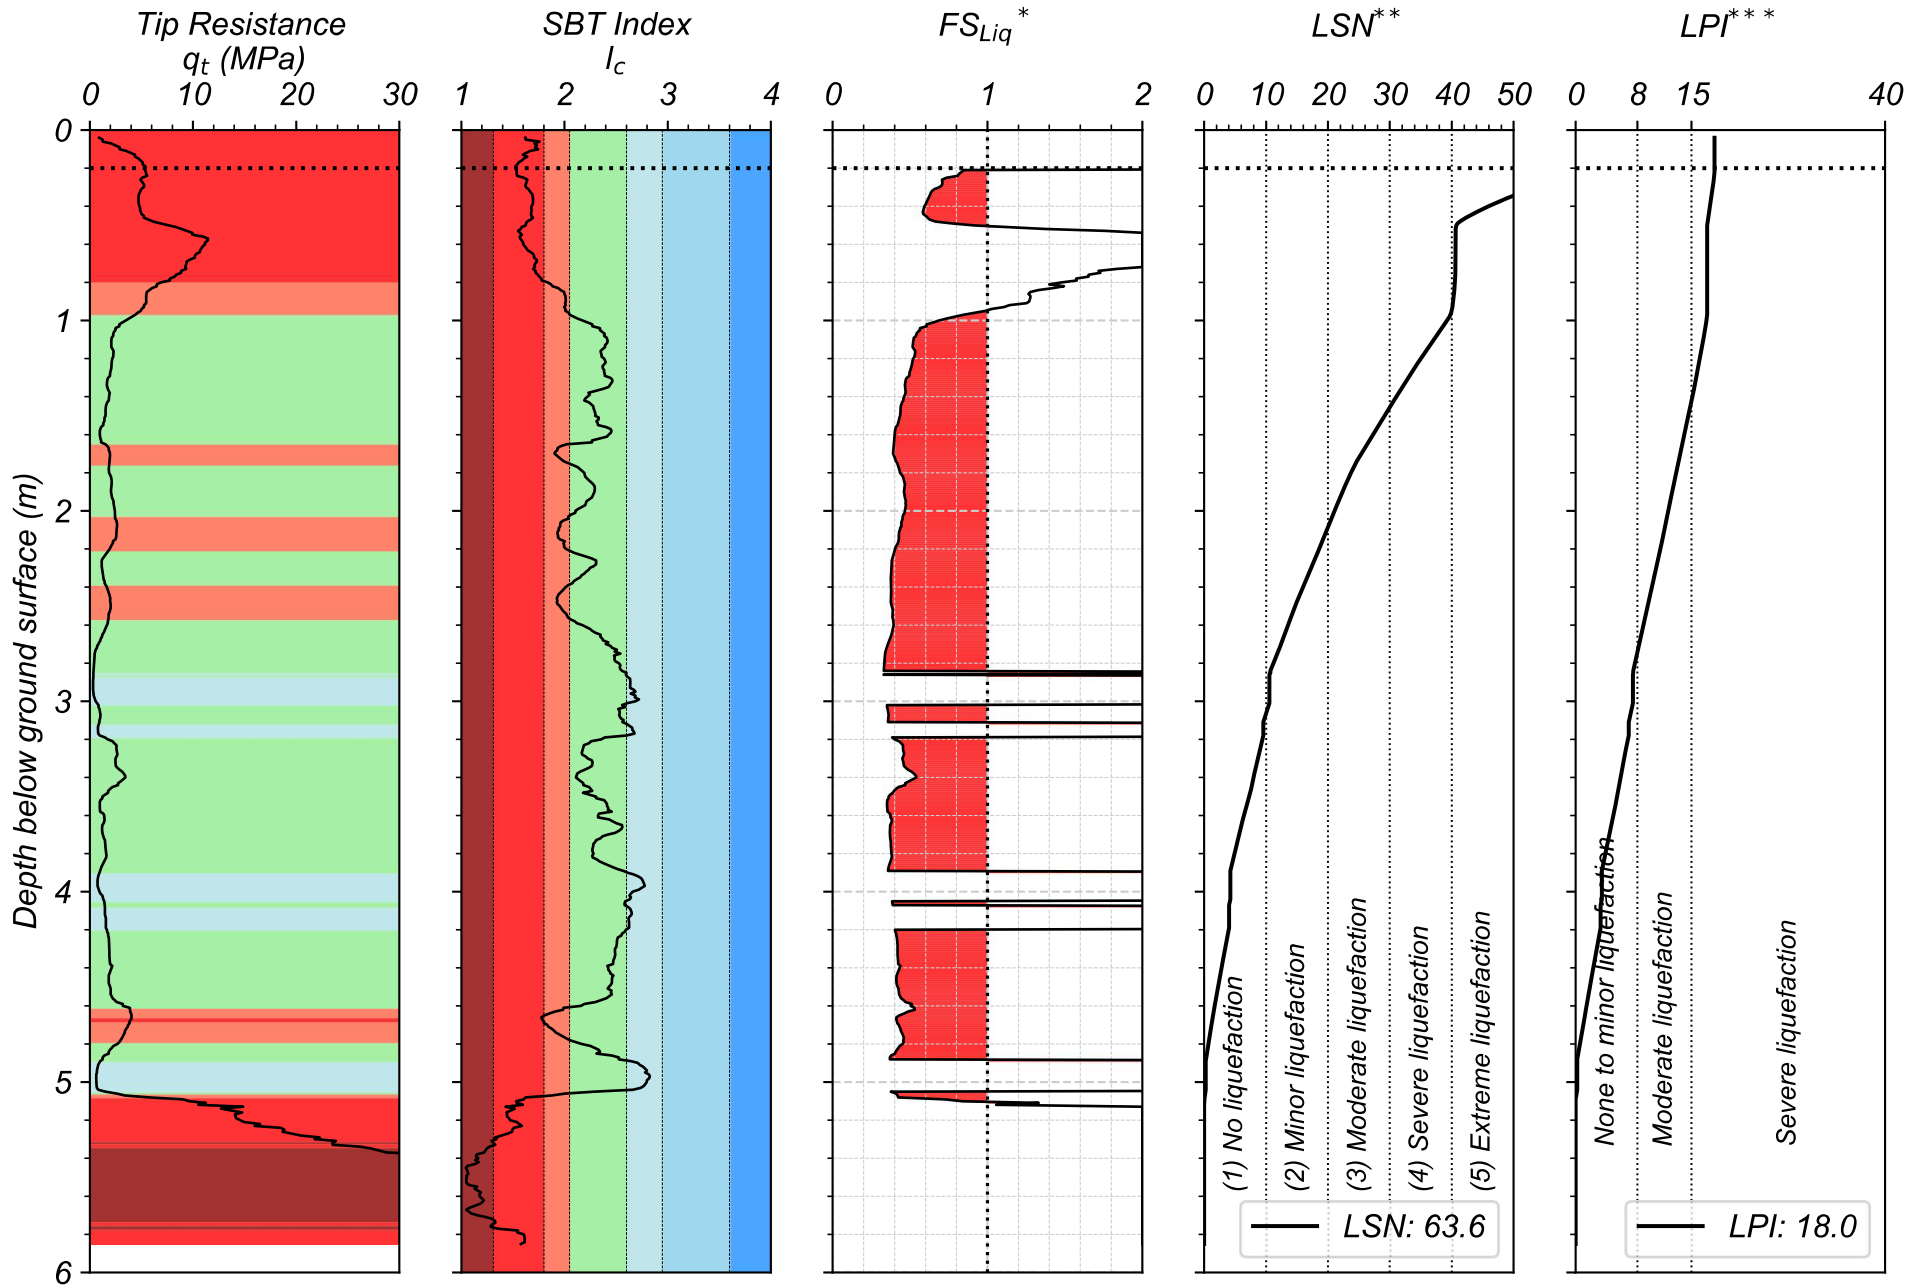 Tip Resistance
qt (MPa)
0 10 20 30
SBT Index
Ic
1 2 3 4
FSLiq*
0 1 2
LSN**
0 10 20 30 40 50
LPI***
0 8 15 40
Depth below ground surface (m)
0
1
2
3
4
5
6
(1) No liquefaction
(2) Minor liquefaction
(3) Moderate liquefaction
(4) Severe liquefaction
(5) Extreme liquefaction
LSN: 63.6
None to minor liquefaction
Moderate liquefaction
Severe liquefaction
LPI: 18.0